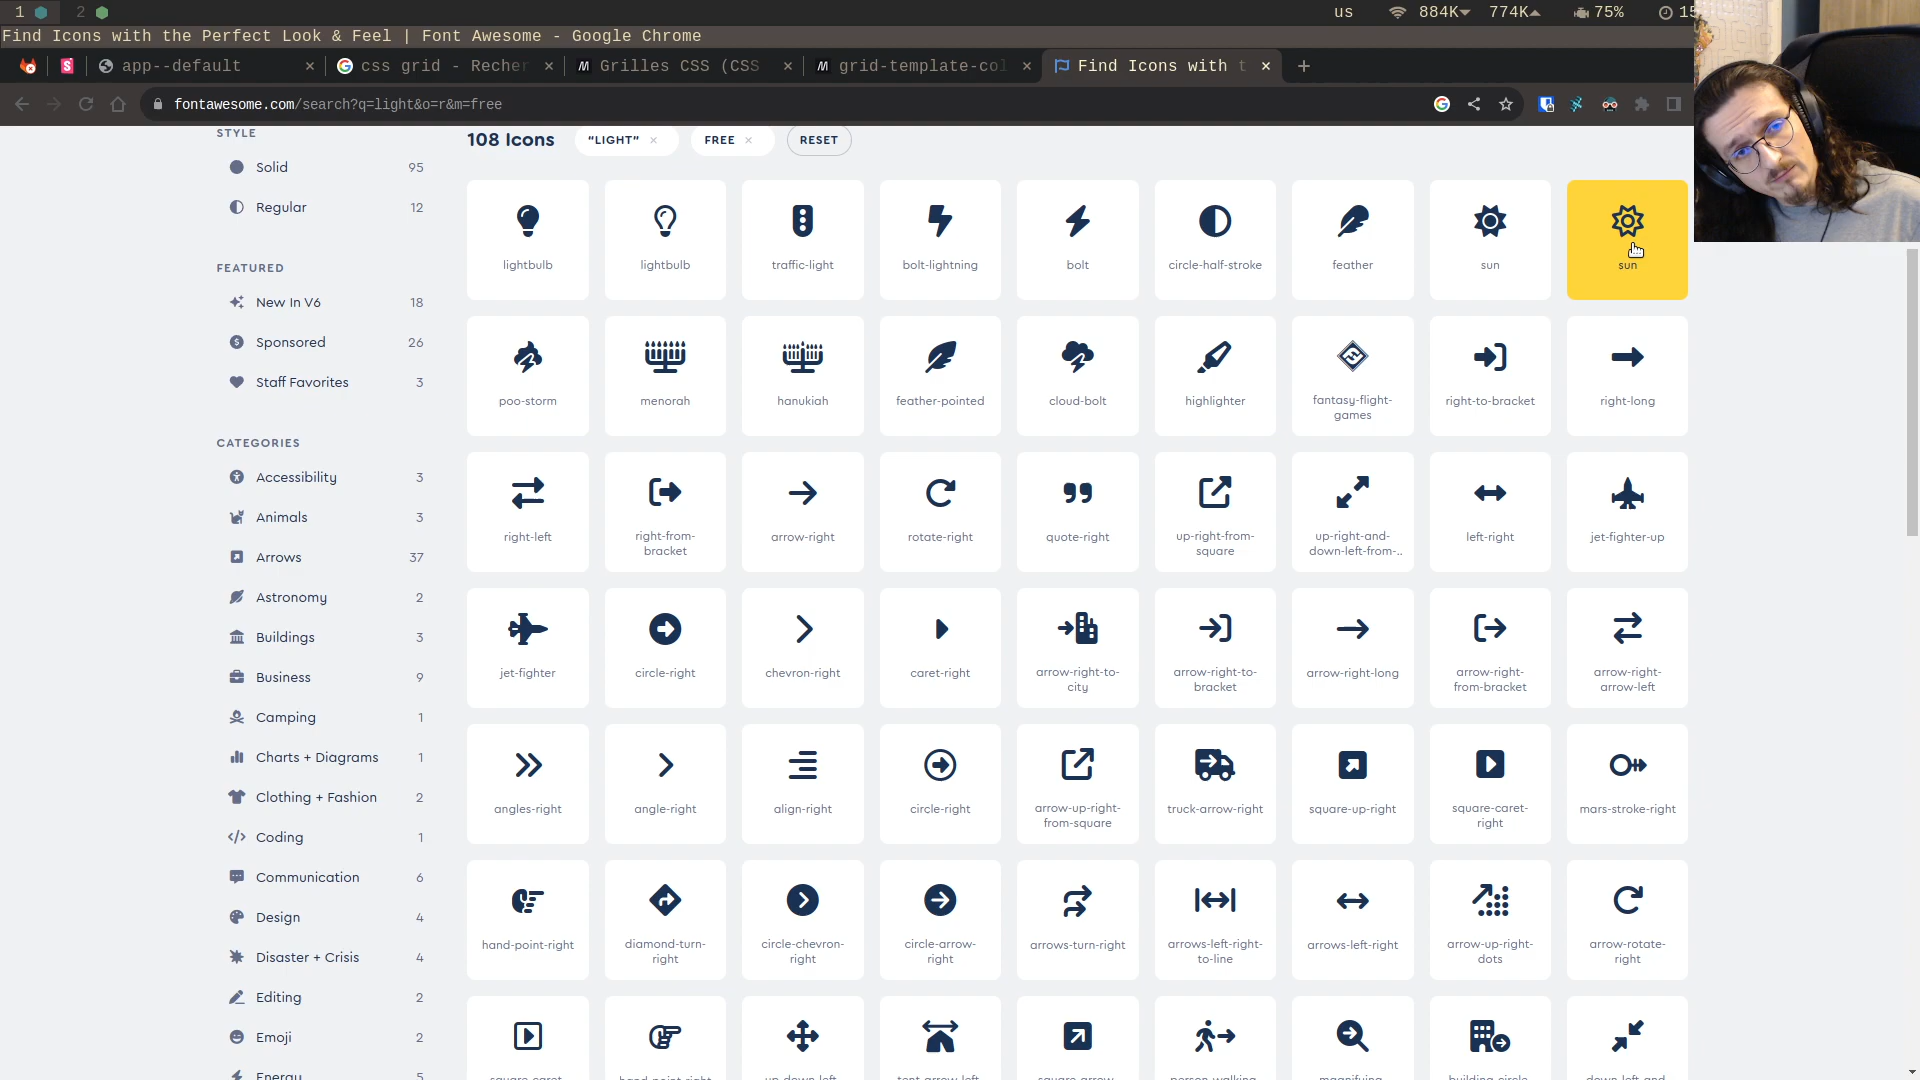 1 2 us 884K 774K 75% 15
Find Icons with the Perfect Look & Feel | Font Awesome - Google Chrome
app--default × css grid - Recher × Grilles CSS (CSS × grid-template-col × Find Icons with t × +
fontawesome.com/search?q=light&o=r&m=free
STYLE
Solid 95
Regular 12
FEATURED
New In V6 18
Sponsored 26
Staff Favorites 3
CATEGORIES
Accessibility 3
Animals 3
Arrows 37
Astronomy 2
Buildings 3
Business 9
Camping 1
Charts + Diagrams 1
Clothing + Fashion 2
Coding 1
Communication 6
Design 4
Disaster + Crisis 4
Editing 2
Emoji 2
Energy 5
108 Icons "LIGHT" × FREE × RESET
lightbulb lightbulb traffic-light bolt-lightning bolt circle-half-stroke feather sun sun
poo-storm menorah hanukiah feather-pointed cloud-bolt highlighter fantasy-flight-games right-to-bracket right-long
right-left right-from-bracket arrow-right rotate-right quote-right up-right-from-square up-right-and-down-left-from-.. left-right jet-fighter-up
jet-fighter circle-right chevron-right caret-right arrow-right-to-city arrow-right-to-bracket arrow-right-long arrow-right-from-bracket arrow-right-arrow-left
angles-right angle-right align-right circle-right arrow-up-right-from-square truck-arrow-right square-up-right square-caret-right mars-stroke-right
hand-point-right diamond-turn-right circle-chevron-right circle-arrow-right arrows-turn-right arrows-left-right-to-line arrows-left-right arrow-up-right-dots arrow-rotate-right